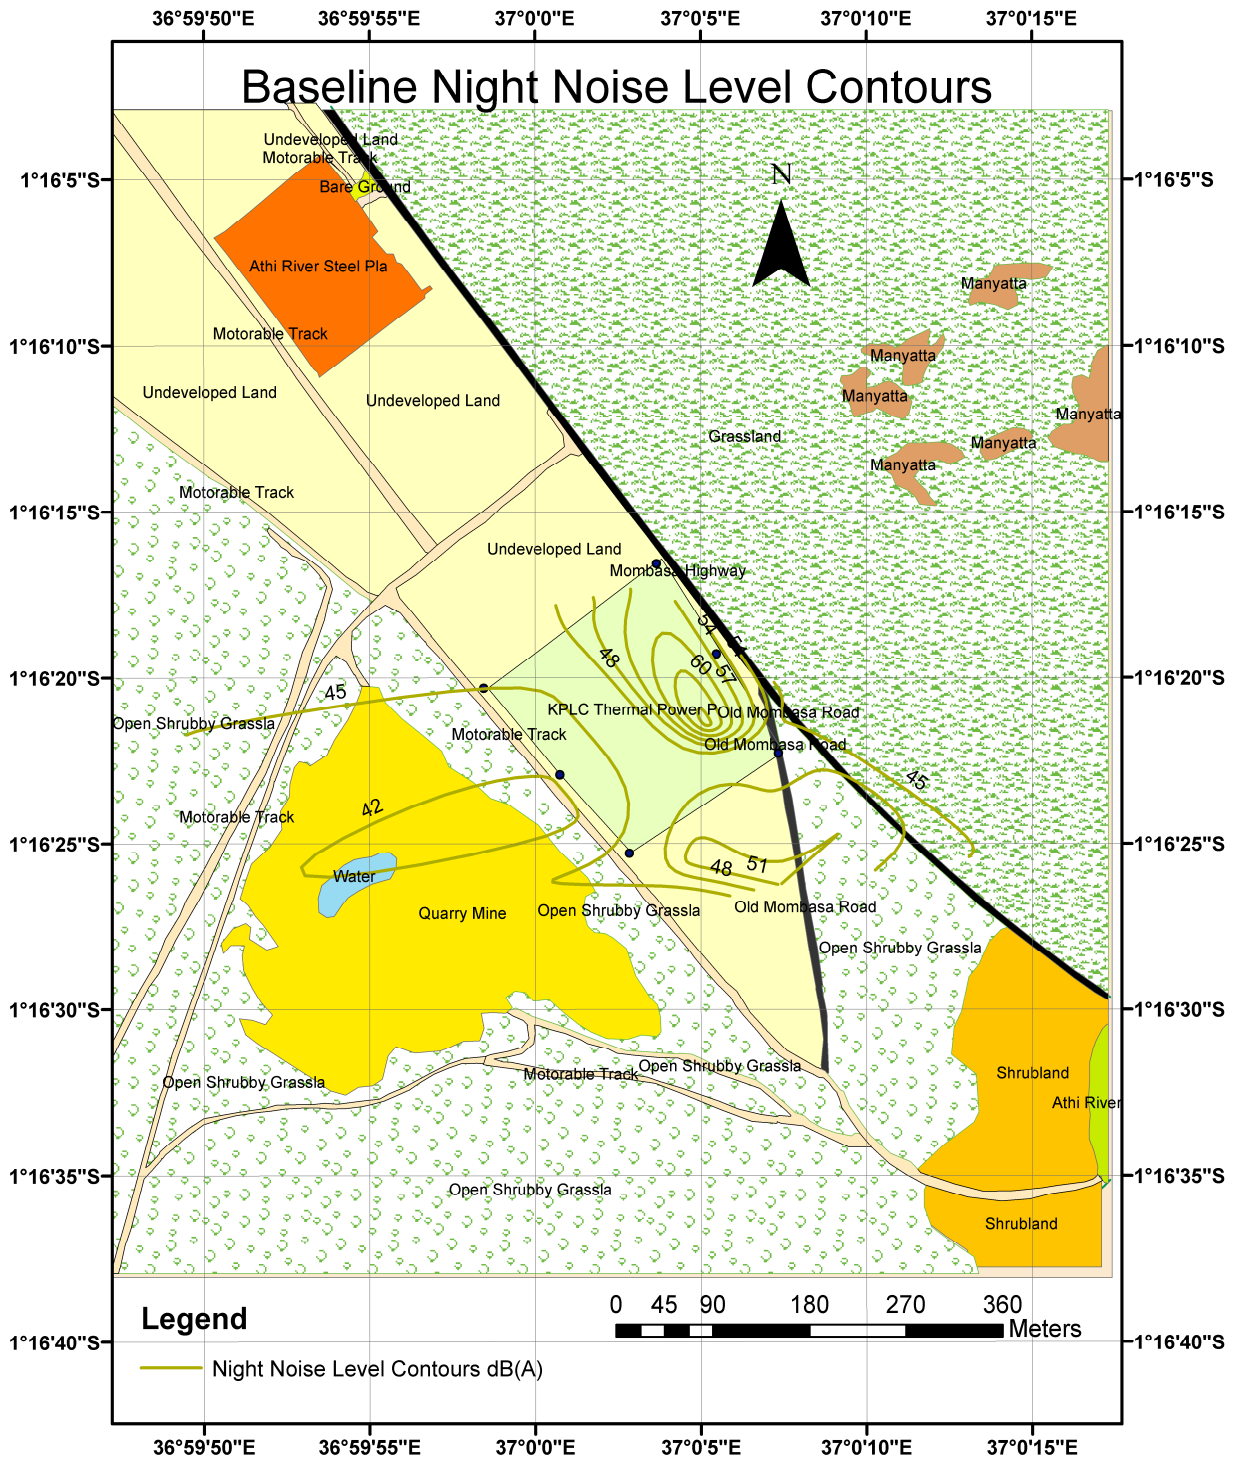 36°59'50"E 36°59'55"E 37°0'0"E 37°0'5"E 37°0'10"E 37°0'15"E
Baseline Night Noise Level Contours
Undeveloped Land
Motorable Track
N
1°16'5"S 1°16'5"S
Bare Ground
Athi River Steel Pla
Manyatta
Motorable Track
1°16'10"S 1°16'10"S
Manyatta
Undeveloped Land
Manyatta
Undeveloped Land
Manyatta
Grassland
Manyatta
Manyatta
Motorable Track
1°16'15"S 1°16'15"S
Undeveloped Land
Mombasa Highway
54
51
48
60
57
1°16'20"S 1°16'20"S
45
KPLC Thermal Power P
Old Mombasa Road
Open Shrubby Grassla
Motorable Track
Old Mombasa Road
45
42
Motorable Track
1°16'25"S 1°16'25"S
48
51
Water
Quarry Mine
Open Shrubby Grassla
Old Mombasa Road
Open Shrubby Grassla
1°16'30"S 1°16'30"S
Open Shrubby Grassla
Motorable Track
Shrubland
Open Shrubby Grassla
Athi River
1°16'35"S 1°16'35"S
Open Shrubby Grassla
Shrubland
Legend
0 45 90 180 270 360
Meters
1°16'40"S 1°16'40"S
Night Noise Level Contours dB(A)
36°59'50"E 36°59'55"E 37°0'0"E 37°0'5"E 37°0'10"E 37°0'15"E